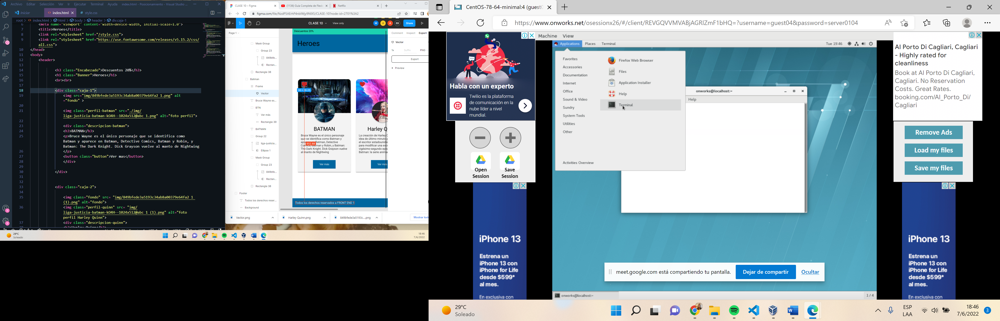 Archivo Editar Selección Ver Ir Ejecutar Terminal Ayuda index.html - Posicionamiento - Visual Studio ...
Iniciar index.html style.css
root > index.html > html > body > header > div.caja-1
6 <meta name="viewport" content="width=device-width, initial-scale=1.0">
7 <title>Heroes</title>
8 <link rel="stylesheet" href="/style.css">
9 <link rel="stylesheet" href="https://use.fontawesome.com/releases/v5.15.2/css/
all.css">
10 </head>
11 <body>
12 <header>
13
14 <h3 class="Encabezado">Descuentos 20%</h3>
15 <h1 class="Banner">Heroes</h1>
16 <br><br>
17
18 <div class="caja-1">
19 <img src="img/849bfede3a5193c34ab8a00379e64fa2 1.png" alt
="fondo" >
20
21 <img class="perfil-batman" src="./img/
liga-justicia-batman-kO4H--1024x512@abc 1.png" alt="foto perfil">
22
23 <div class="descripcion-batman">
24 <h3>BATMAN</h3>
25 <p>Bruce Wayne es el único personaje que se identifica como
Batman y aparece en Batman, Detective Comics, Batman y Robin, y
Batman: The Dark Knight. Dick Grayson vuelve al manto de Nightwing
26 </p>
27 <button class="button">Ver mas</button>
28 </div>
29
30 </div>
31
32
33 <div class="caja-2">
34
35 <img class="fondo" src= "img/849bfede3a5193c34ab8a00379e64fa2 1
(1).png" alt="fondo">
36 <img class="perfil-quinn" src= "img/
liga-justicia-batman-kO4H--1024x512@abc 1 (1).png" alt="foto
perfil Harley Quinn">
37 <div class="descripcion-quinn">
29°C
Soleado
18:46
7/6/2022
CLASE 10 – Figma
(1136) Guía Completa de Flexb
Netflix
figma.com/file/NzdP5AErhP4nbIWjy9NIX5/CLASE-10?node-id=2701%3A2
CLASE 10 View only
M A A 69 Share
Page 1
Mask Group
Group 23
849bfe...
Rectan...
Rectangle 38
Batman
Frame
Vector
Bruce Wayne es...
BTN
Ver más
Rectangle 39
BATMAN
Group 22
liga-justicia...
Ellipse 1
Mask Group
Group 23
849bfe...
Rectan...
Rectangle 38
Footer
Todos los derechos reser...
Background
Descuentos 20%
Heroes
30 × 26.25
BATMAN
Bruce Wayne es el único personaje
que se identifica como Batman y
Batman, Detective
Batman y Robin, y Batman:
The Dark Knight. Dick Grayson vuelve
al manto de Nightwing
652.88
Ver más
Harley Q
La creación de Harley
idea de último minuto
el escritor estadouniden
para modificar una esc
vigésimo-segundo epis
Batman: la serie anima
Ver más
Todos los derechos reservados a FRONT END 1
Comment Inspect Export
Vector
1x Suffix PNG
Export
Preview
Vector.png
Harley Quinn.png
849bfede3a5193c....png
Mostrar todo
CentOS-78-64-minimal:4 (guest0
https://www.onworks.net/osessionx26/#/client/REVGQVVMVABjAGRlZmF1bHQ=?username=guest04&password=server0104
Habla con un experto
Twilio es la plataforma
de comunicación en la
nube líder a nivel
mundial.
Open
Session
Save
Session
iPhone 13
Estrena un
iPhone 13 con
iPhone for Life
desde $599*
al mes.
En exclusiva con
Machine View
Applications Places Terminal
Tue 19:46
Favorites
Accessories
Documentation
Internet
Office
Sound & Video
Sundry
System Tools
Utilities
Other
Activities Overview
Firefox Web Browser
Files
Application Installer
Help
Terminal
onworks@localhost:~
Help
meet.google.com está compartiendo tu pantalla.
Dejar de compartir
Ocultar
onworks@localhost:~
1 / 4
Al Porto Di Cagliari, Cagliari
- Highly rated for
cleanliness
Book at Al Porto Di Cagliari,
Cagliari. No Reservation
Costs. Great Rates.
booking.com/Al_Porto_Di/
Cagliari
Remove Ads
Load my files
Save my files
iPhone 13
Estrena un
iPhone 13 con
iPhone for Life
desde $599*
al mes.
En exclusiva con
29°C
Soleado
ESP
LAA
18:46
7/6/2022
3